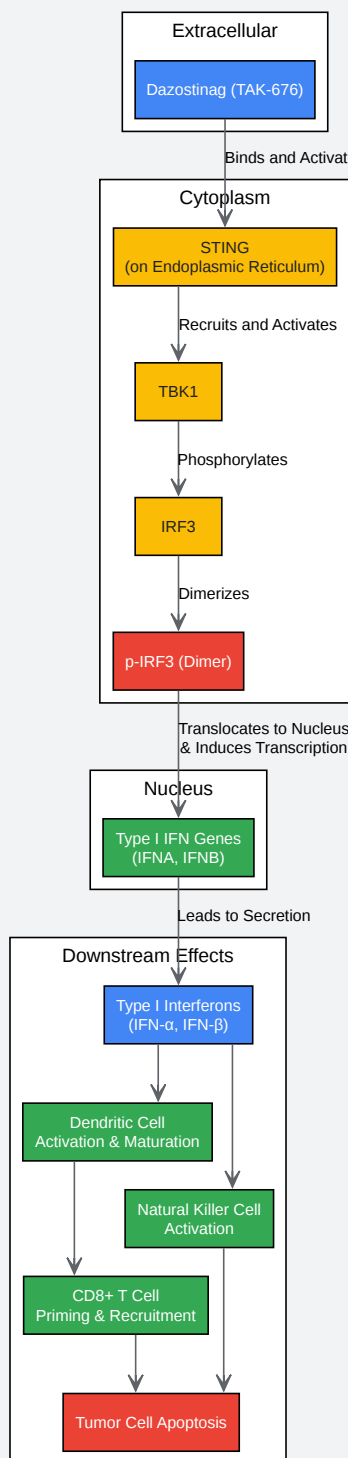 Extracellular
Dazostinag (TAK-676)
Binds and Activat
Cytoplasm
STING
(on Endoplasmic Reticulum)
Recruits and Activates
TBK1
Phosphorylates
IRF3
Dimerizes
p-IRF3 (Dimer)
Translocates to Nucleus
& Induces Transcription
Nucleus
Type I IFN Genes
(IFNA, IFNB)
Leads to Secretion
Downstream Effects
Type I Interferons
(IFN-α, IFN-β)
Dendritic Cell
Activation & Maturation
Natural Killer Cell
Activation
CD8+ T Cell
Priming & Recruitment
Tumor Cell Apoptosis